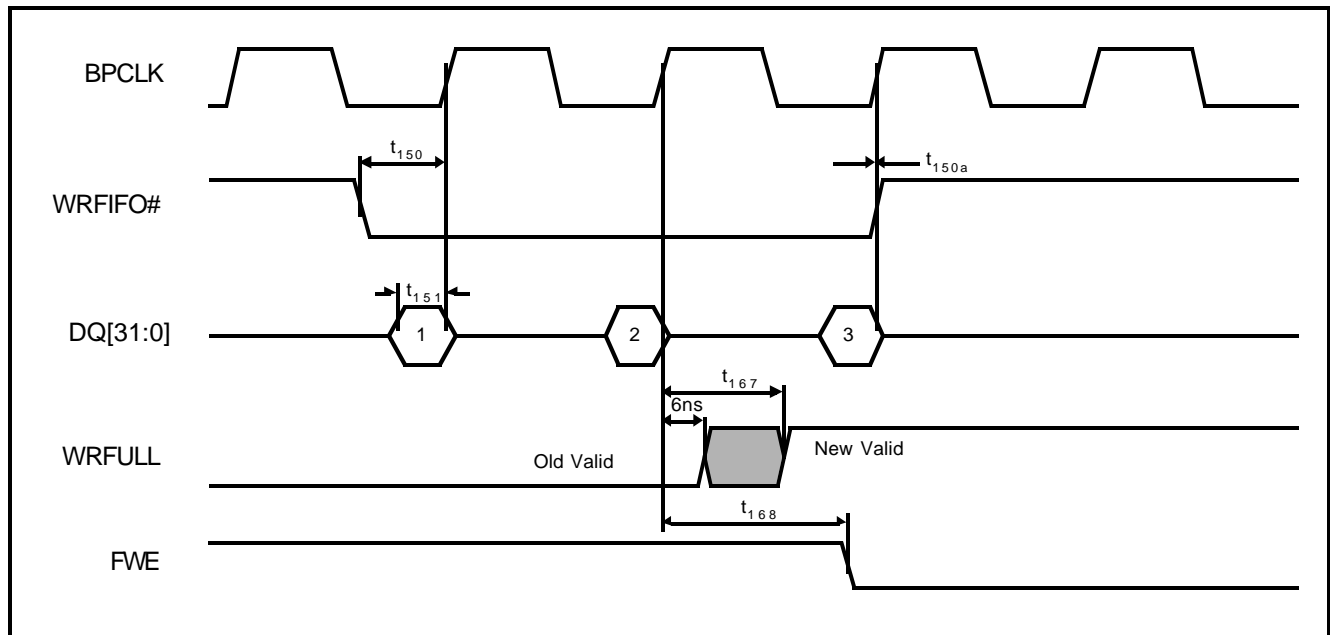 BPCLK
t150
t150a
WRFIFO#
t151
DQ[31:0]
1
2
3
t167
6ns
WRFULL
Old Valid
New Valid
t168
FWE